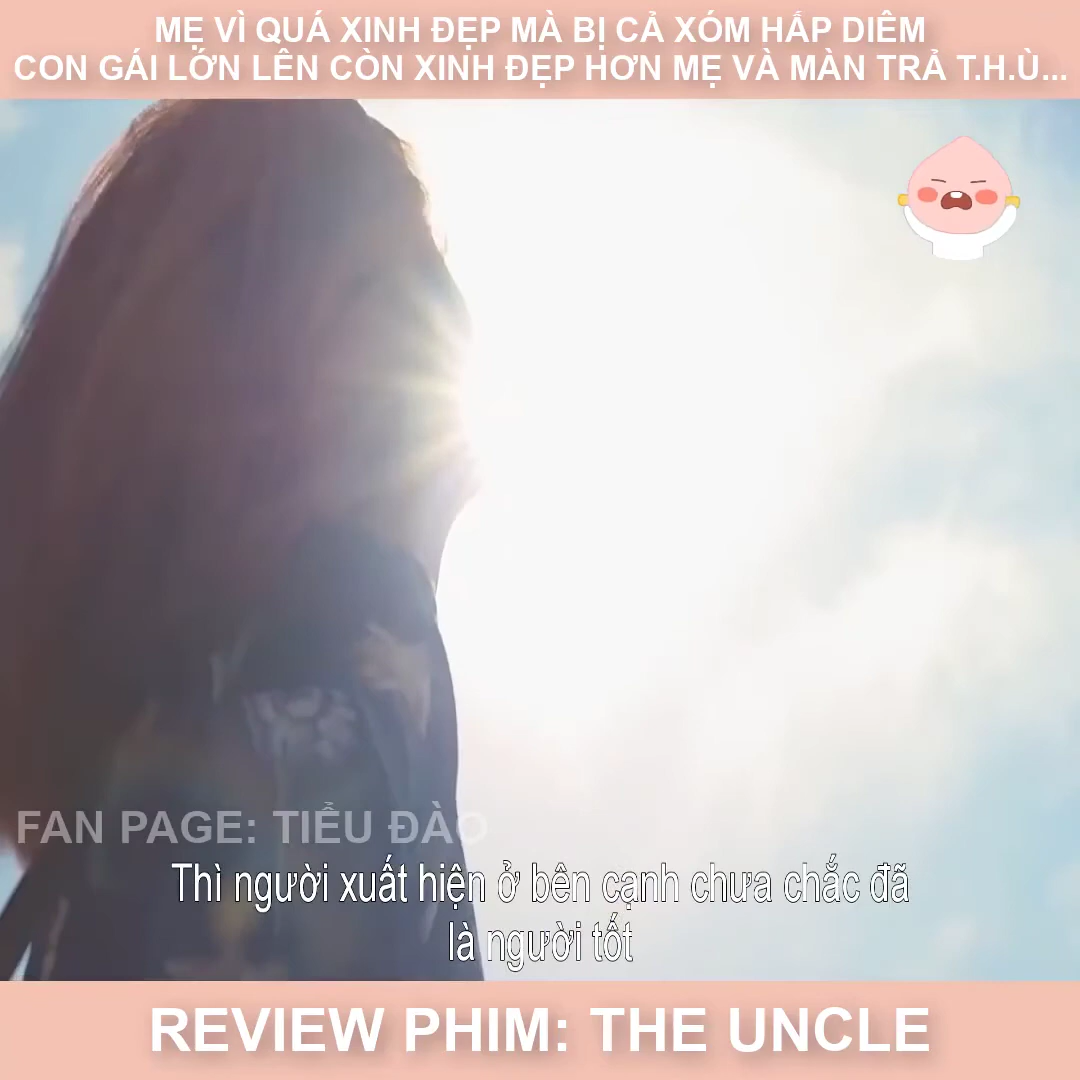 MẸ VÌ QUÁ XINH ĐẸP MÀ BỊ CẢ XÓM HẤP DIÊM
CON GÁI LỚN LÊN CÒN XINH ĐẸP HƠN MẸ VÀ MÀN TRẢ T.H.Ù...
FAN PAGE: TIỂU ĐÀO
Thì người xuất hiện ở bên cạnh chưa chắc đã
là người tốt
REVIEW PHIM: THE UNCLE